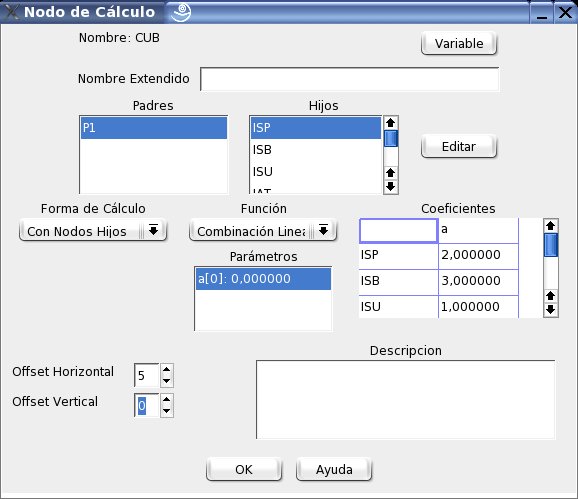 Nodo de Cálculo
Nombre: CUB
Variable
Nombre Extendido
Padres
Hijos
P1
ISP
ISB
ISU
IAT
Editar
Forma de Cálculo
Función
Coeficientes
Con Nodos Hijos
Combinación Linea
a
ISP 2,000000
ISB 3,000000
ISU 1,000000
Parámetros
a[0]: 0,000000
Descripcion
Offset Horizontal 5
Offset Vertical 0
OK
Ayuda